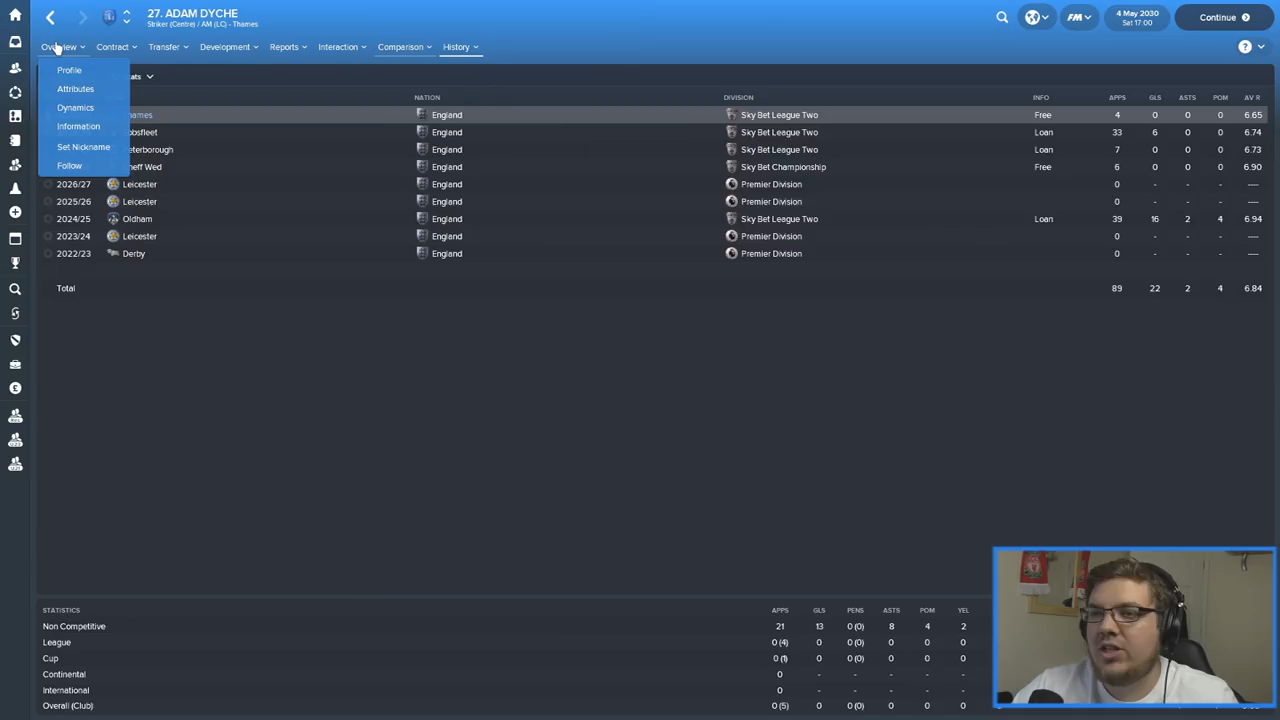 27. ADAM DYCHE
Striker (Centre) / AM (LC) - Thames
FM
4 May 2030
Sat 17:00
Continue
Overview Contract Transfer Development Reports Interaction Comparison History
?
Profile
Attributes
Dynamics
Information
Set Nickname
Follow
NATION DIVISION INFO APPS GLS ASTS POM AV R
England Sky Bet League Two Free 4 0 0 0 6.65
England Sky Bet League Two Loan 33 6 0 0 6.74
England Sky Bet League Two Loan 7 0 0 0 6.73
Wed England Sky Bet Championship Free 6 0 0 0 6.90
2026/27 Leicester England Premier Division 0 - - - ----
2025/26 Leicester England Premier Division 0 - - - ----
2024/25 Oldham England Sky Bet League Two Loan 39 16 2 4 6.94
2023/24 Leicester England Premier Division 0 - - - ----
2022/23 Derby England Premier Division 0 - - - ----
Total 89 22 2 4 6.84
STATISTICS APPS GLS PENS ASTS POM YEL
Non Competitive 21 13 0 (0) 8 4 2
League 0 (4) 0 0 (0) 0 0 0
Cup 0 (1) 0 0 (0) 0 0 0
Continental 0 - - - - -
International 0 - - - - -
Overall (Club) 0 (5) 0 0 (0) 0 0 0